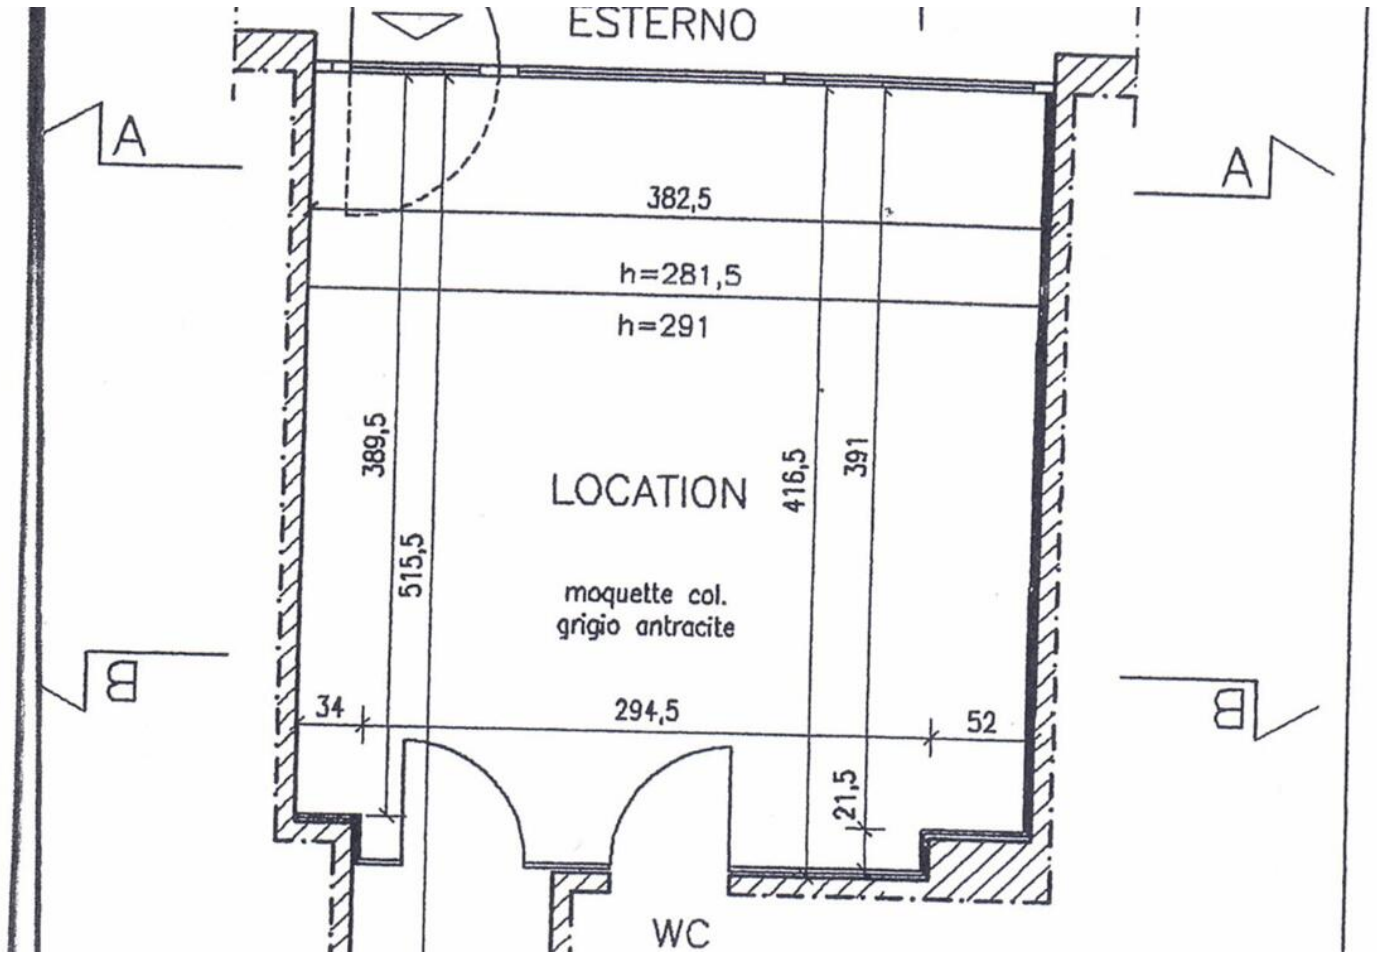 ESTERNO
A
A
382,5
h=281,5
h=291
389,5
416,5
391
LOCATION
515,5
moquette col.
grigio antracite
B
B
34
294,5
52
21,5
WC